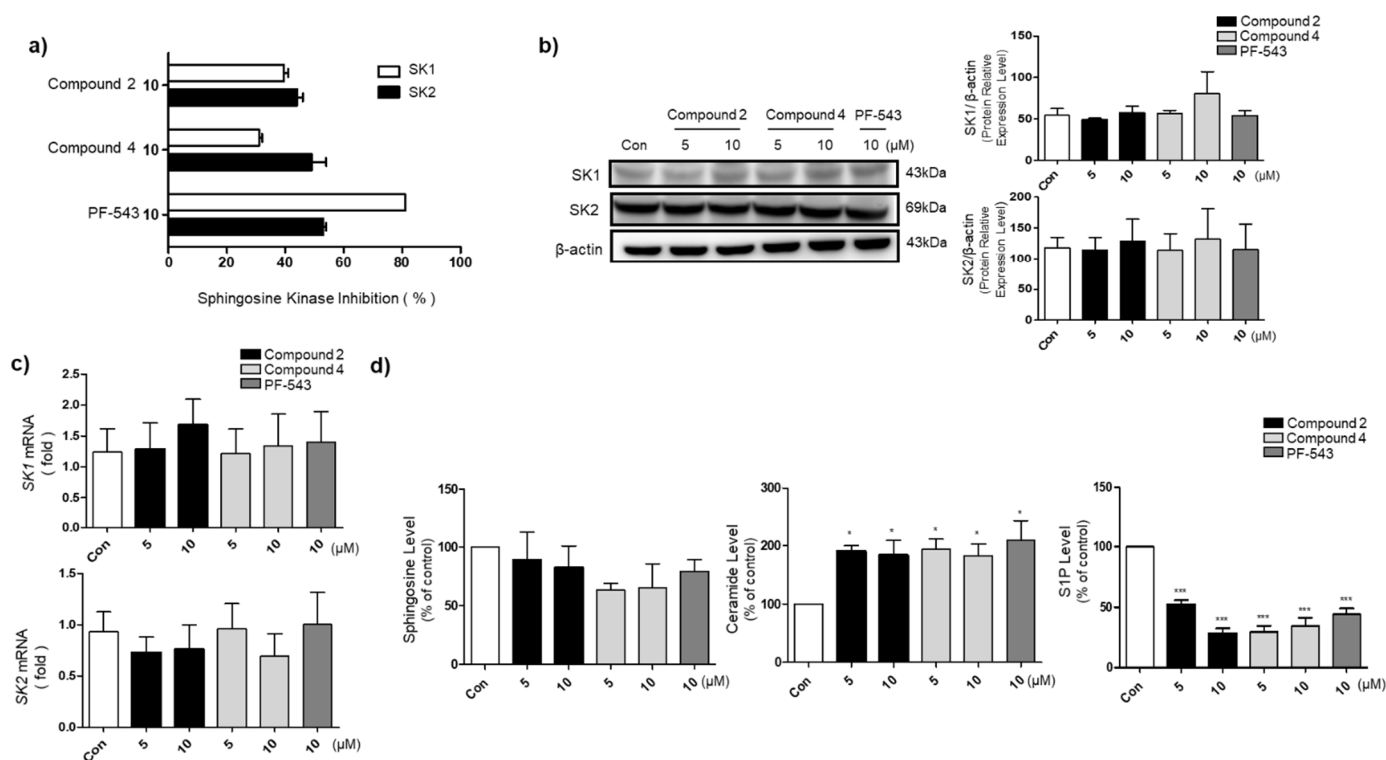 a)
Compound 2 10
Compound 4 10
PF-543 10
SK1
SK2
0 20 40 60 80 100
Sphingosine Kinase Inhibition ( % )
b)
Compound 2 Compound 4 PF-543
Con 5 10 5 10 10 (μM)
SK1 43kDa
SK2 69kDa
β-actin 43kDa
Compound 2
Compound 4
PF-543
SK1/ β-actin
(Protein Relative
Expression Level)
150
100
50
0
Con 5 10 5 10 10 (μM)
SK2/β-actin
(Protein Relative
Expression Level)
200
150
100
50
0
Con 5 10 5 10 10 (μM)
c)
Compound 2
Compound 4
PF-543
SK1 mRNA
( fold )
2.5
2.0
1.5
1.0
0.5
0.0
Con 5 10 5 10 10 (μM)
SK2 mRNA
( fold )
1.5
1.0
0.5
0.0
Con 5 10 5 10 10 (μM)
d)
Compound 2
Compound 4
PF-543
Sphingosine Level
(% of control)
150
100
50
0
Con 5 10 5 10 10 (μM)
Ceramide Level
(% of control)
300
200
100
0
* * * * *
Con 5 10 5 10 10 (μM)
S1P Level
(% of control)
150
100
50
0
*** *** *** *** ***
Con 5 10 5 10 10 (μM)